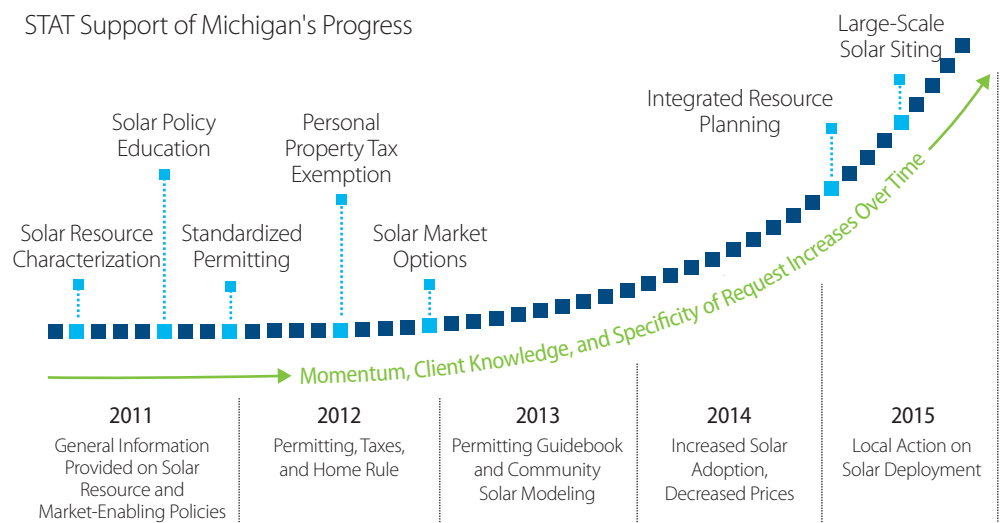 STAT Support of Michigan's Progress
Large-Scale
Solar Siting
Integrated Resource
Planning
Solar Policy
Education
Personal
Property Tax
Exemption
Solar Resource
Characterization
Standardized
Permitting
Solar Market
Options
Momentum, Client Knowledge, and Specificity of Request Increases Over Time
2011
General Information
Provided on Solar
Resource and
Market-Enabling Policies
2012
Permitting, Taxes,
and Home Rule
2013
Permitting Guidebook
and Community
Solar Modeling
2014
Increased Solar
Adoption,
Decreased Prices
2015
Local Action on
Solar Deployment